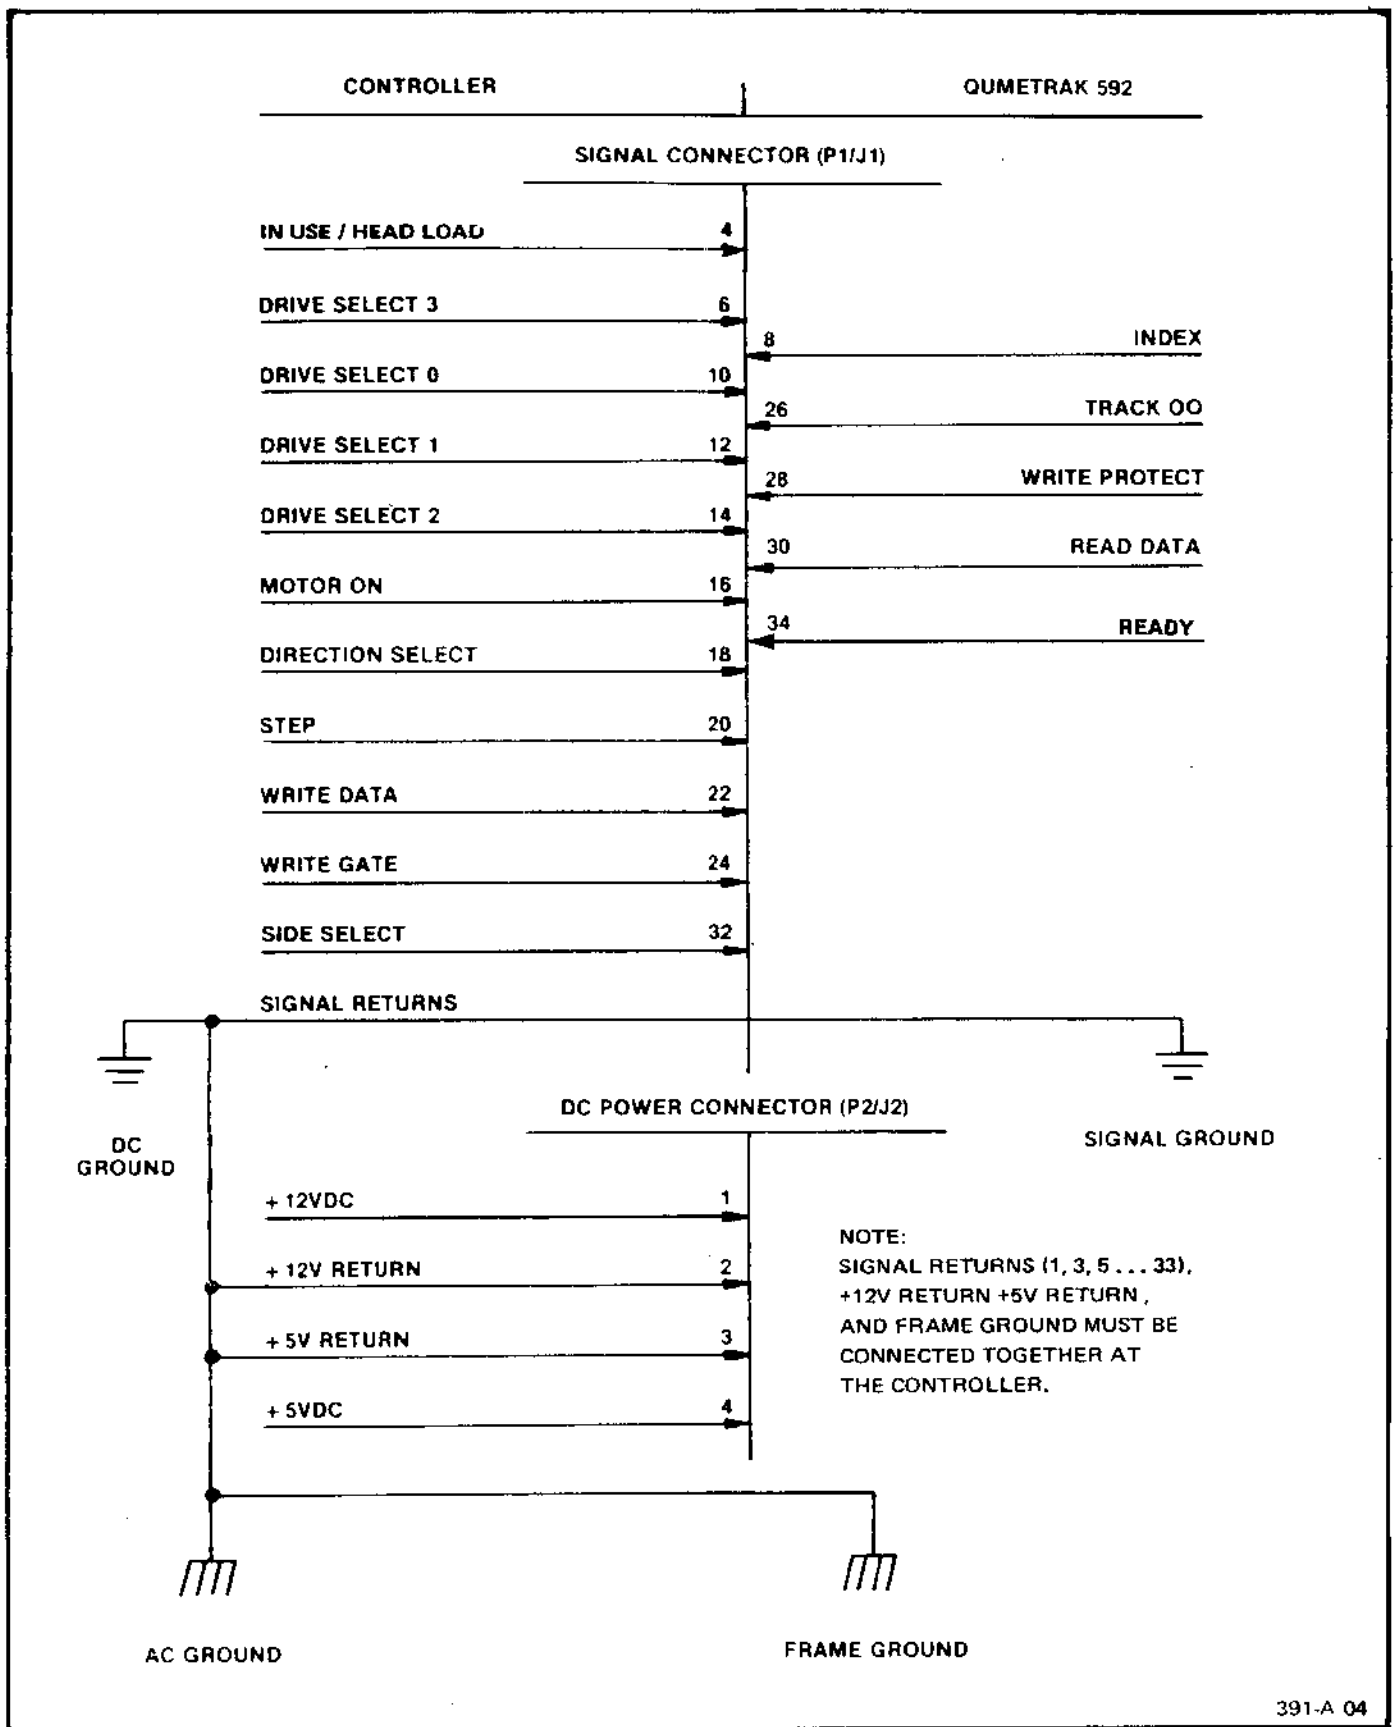 CONTROLLER
QUMETRAK 592
SIGNAL CONNECTOR (P1/J1)
IN USE / HEAD LOAD 4
DRIVE SELECT 3 6
8 INDEX
DRIVE SELECT 0 10
26 TRACK OO
DRIVE SELECT 1 12
28 WRITE PROTECT
DRIVE SELECT 2 14
30 READ DATA
MOTOR ON 16
34 READY
DIRECTION SELECT 18
STEP 20
WRITE DATA 22
WRITE GATE 24
SIDE SELECT 32
SIGNAL RETURNS
DC POWER CONNECTOR (P2/J2)
DC
GROUND
SIGNAL GROUND
+ 12VDC 1
+ 12V RETURN 2
+ 5V RETURN 3
+ 5VDC 4
NOTE:
SIGNAL RETURNS (1, 3, 5 . . . 33),
+12V RETURN +5V RETURN ,
AND FRAME GROUND MUST BE
CONNECTED TOGETHER AT
THE CONTROLLER.
AC GROUND
FRAME GROUND
391-A 04